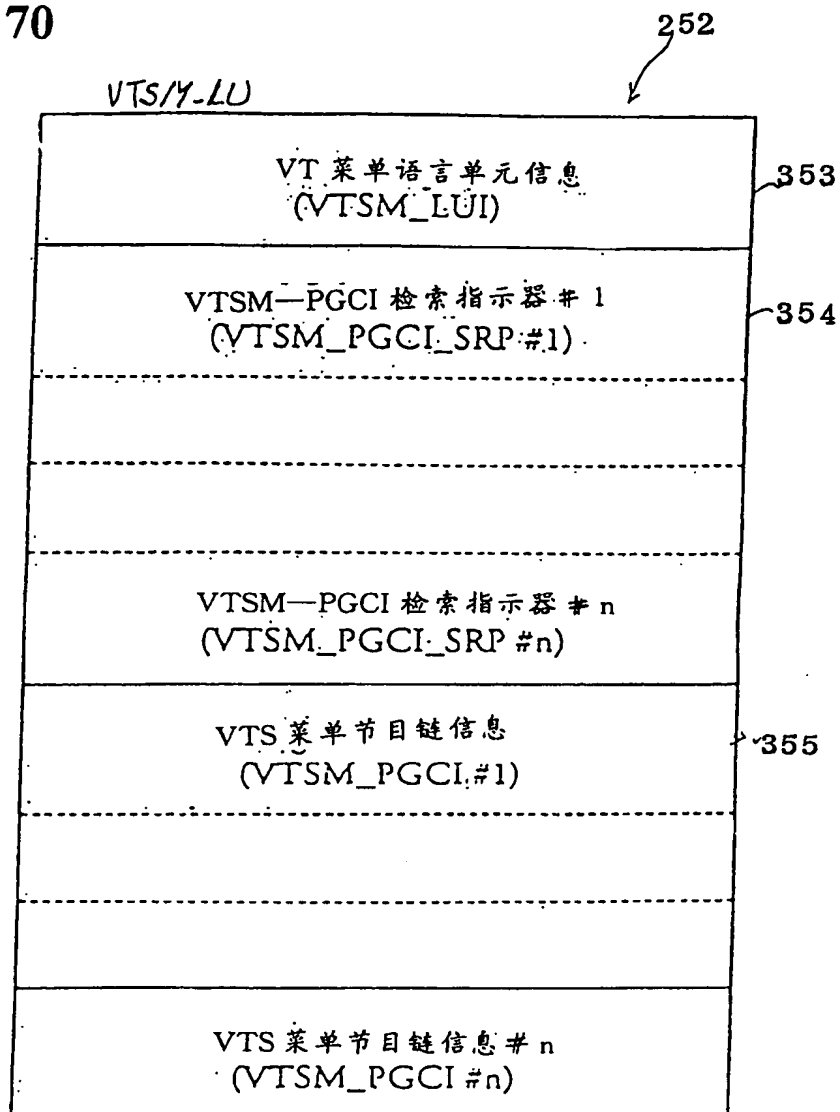 70
252
VTSM_LU
VT 菜单语言单元信息
(VTSM_LUI)
353
VTSM—PGCI 检索指示器 # 1
(VTSM_PGCI_SRP #1)
354
VTSM—PGCI 检索指示器 # n
(VTSM_PGCI_SRP #n)
VTS 菜单节目链信息
(VTSM_PGCI #1)
355
VTS 菜单节目链信息 # n
(VTSM_PGCI #n)